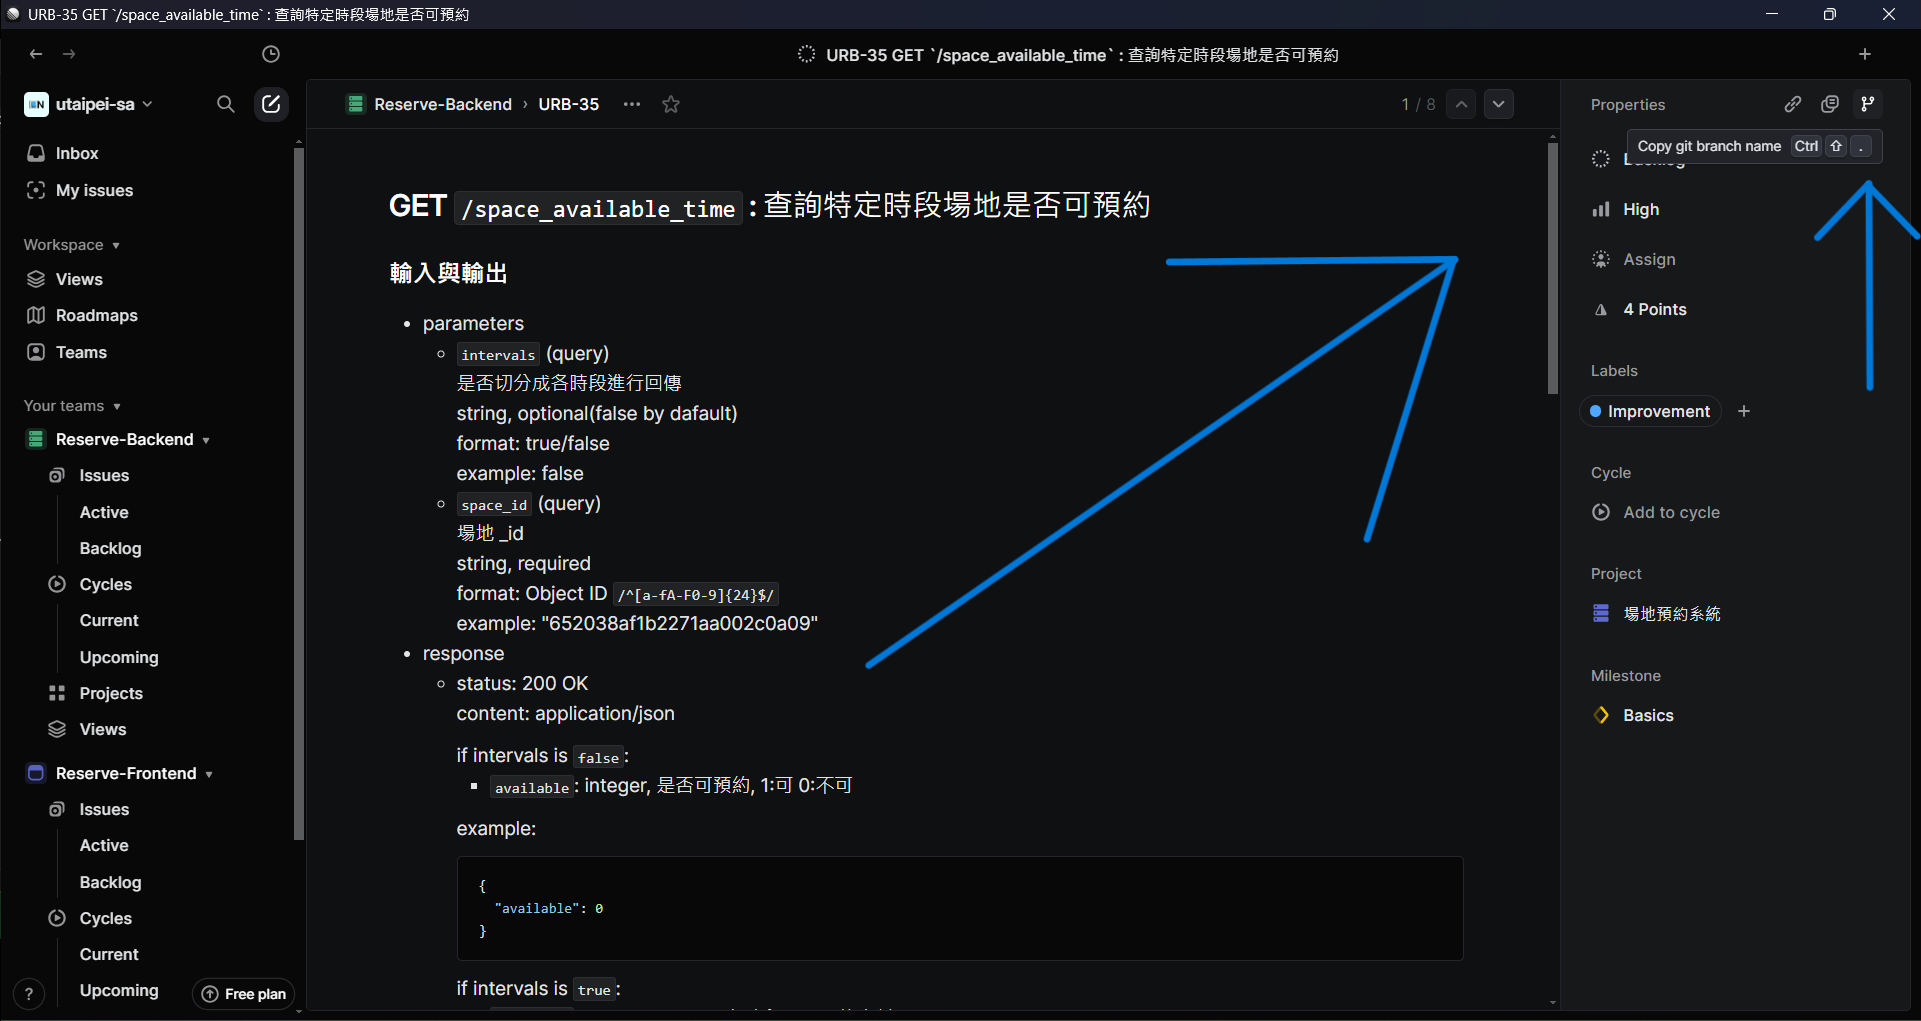 URB-35 GET `/space_available_time` : 查詢特定時段場地是否可預約
URB-35 GET `/space_available_time` : 查詢特定時段場地是否可預約
utaipei-sa
Inbox
My issues
Workspace
Views
Roadmaps
Teams
Your teams
Reserve-Backend
Issues
Active
Backlog
Cycles
Current
Upcoming
Projects
Views
Reserve-Frontend
Issues
Active
Backlog
Cycles
Current
Upcoming
?
Free plan
Reserve-Backend › URB-35
1 / 8
GET /space_available_time : 查詢特定時段場地是否可預約
輸入與輸出
parameters
intervals (query)
是否切分成各時段進行回傳
string, optional(false by dafault)
format: true/false
example: false
space_id (query)
場地 _id
string, required
format: Object ID /^[a-fA-F0-9]{24}$/
example: "652038af1b2271aa002c0a09"
response
status: 200 OK
content: application/json
if intervals is false:
available: integer, 是否可預約, 1:可 0:不可
example:
{
"available": 0
}
if intervals is true:
Properties
Copy git branch name Ctrl ⇧ .
Backlog
High
Assign
4 Points
Labels
Improvement
Cycle
Add to cycle
Project
場地預約系統
Milestone
Basics